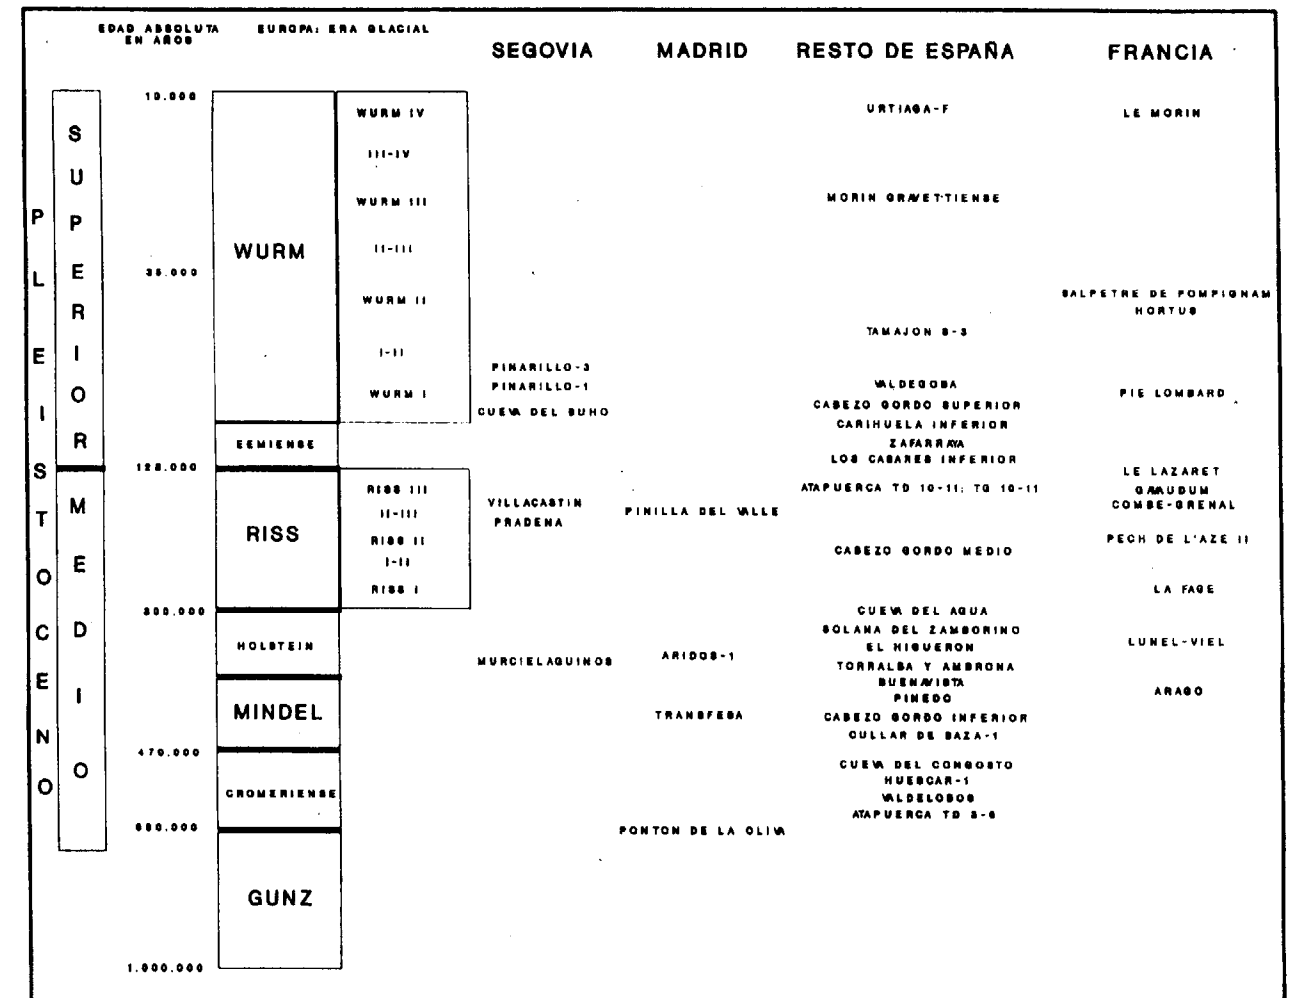 EDAD ABSOLUTA
EN AÑOS
EUROPA: ERA GLACIAL
SEGOVIA
MADRID
RESTO DE ESPAÑA
FRANCIA
PLEISTOCENO
SUPERIOR
MEDIO
10.000
35.000
128.000
300.000
470.000
1.000.000
WURM
EEMIENSE
RISS
HOLSTEIN
MINDEL
CROMERIENSE
GUNZ
WURM IV
III-IV
WURM III
II-III
WURM II
I-II
WURM I
RISS III
II-III
RISS II
I-II
RISS I
PINARILLO-3
PINARILLO-1
CUEVA DEL BUHO
VILLACASTIN
PRADENA
MURCIELAGUINOS
PINILLA DEL VALLE
ARIDOS-1
TRANSFESA
PONTON DE LA OLIVA
URTIAGA-F
MORIN GRAVETTIENSE
TAMAJON S-3
VALDEGOBA
CABEZO GORDO SUPERIOR
CARIHUELA INFERIOR
ZAFARRAYA
LOS CASARES INFERIOR
ATAPUERCA TD 10-11; TG 10-11
CABEZO GORDO MEDIO
CUEVA DEL AGUA
SOLANA DEL ZAMBORINO
EL HIGUERON
TORRALBA Y AMBRONA
BUENAVISTA
PINEDO
CABEZO GORDO INFERIOR
CULLAR DE BAZA-1
CUEVA DEL CONGOSTO
HUESCAR-1
VALDELOBOS
ATAPUERCA TD 3-6
LE MORIN
SALPETRE DE POMPIGNAM
HORTUS
PIE LOMBARD
LE LAZARET
GAUDUM
COMBE-GRENAL
PECH DE L'AZE II
LA FAGE
LUNEL-VIEL
ARAGO